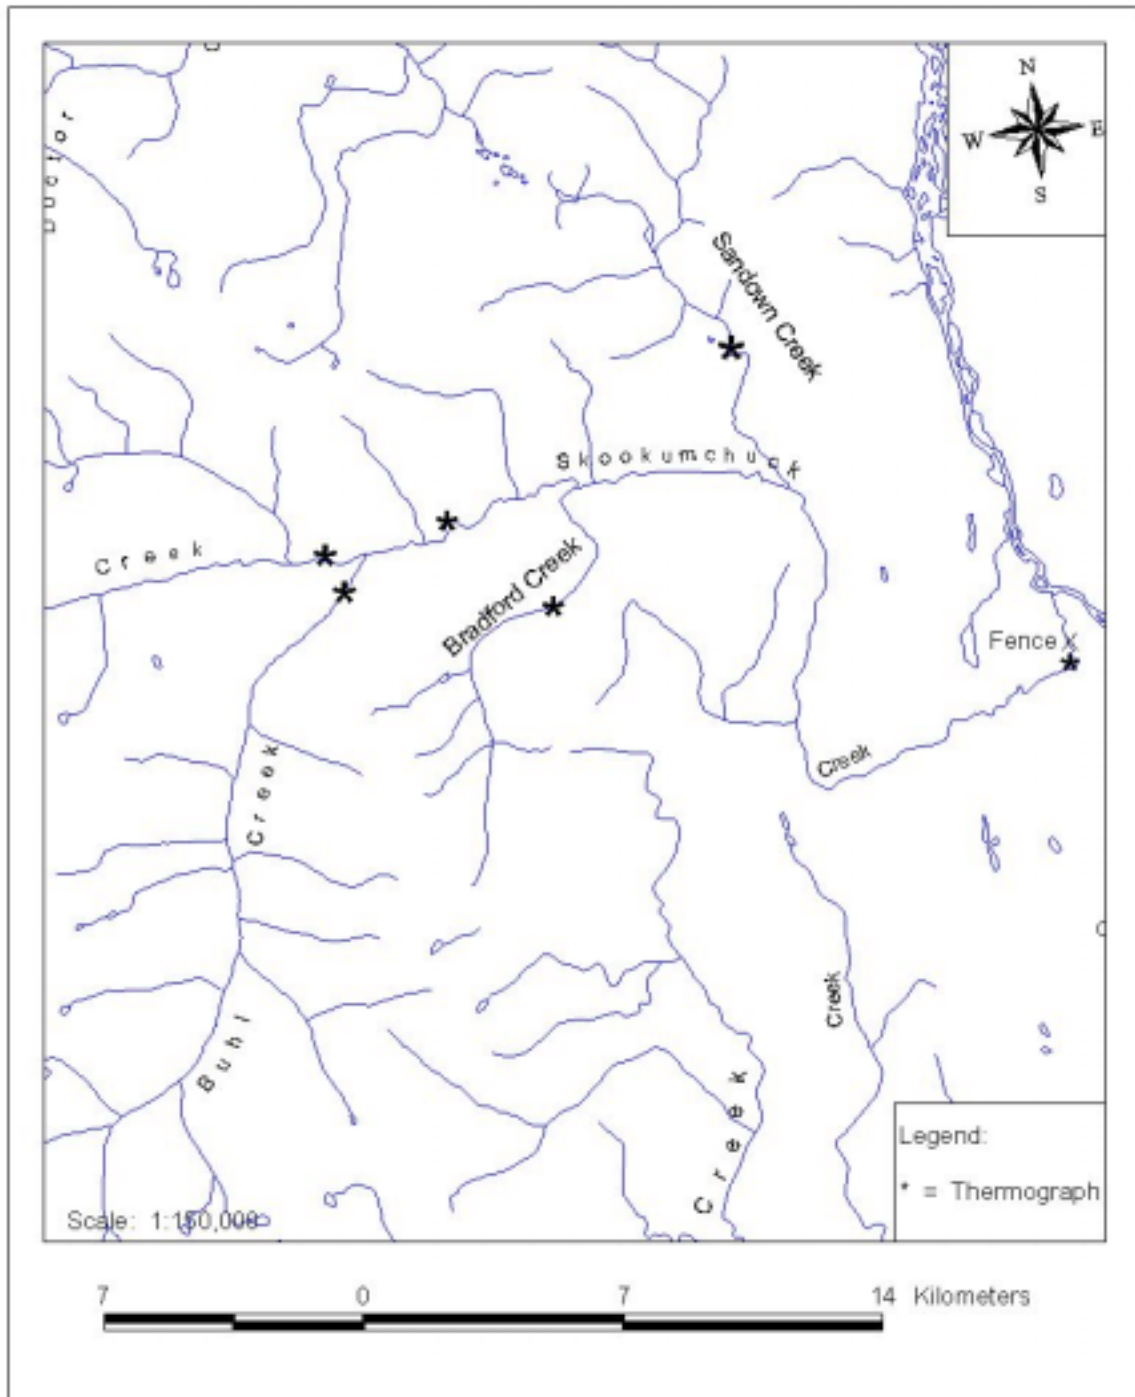 N
W E
S
Doctor
Sandown Creek
Skookumchuck
Creek
Bradford Creek
Fence X
Creek
Creek
Creek
Buhl
Creek
Legend:
* = Thermograph
Scale: 1:150,000
7 0 7 14 Kilometers